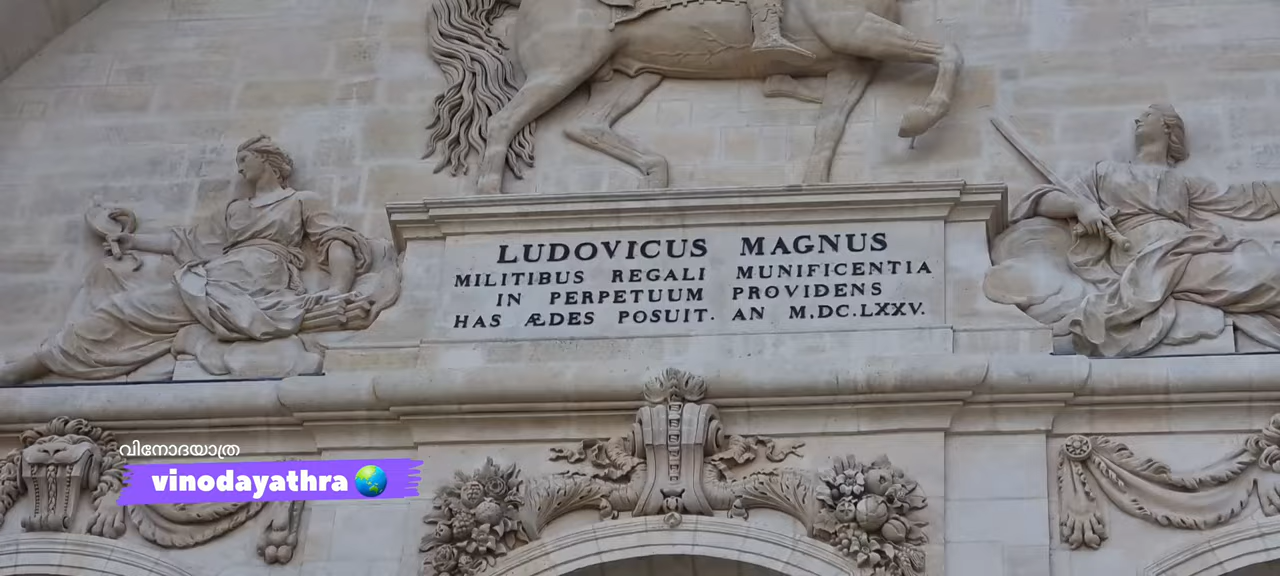 LUDOVICUS MAGNUS
MILITIBUS REGALI MUNIFICENTIA
IN PERPETUUM PROVIDENS
HAS ÆDES POSUIT. AN M.DC.LXXV.
വിനോദയാത്ര
vinodayathra